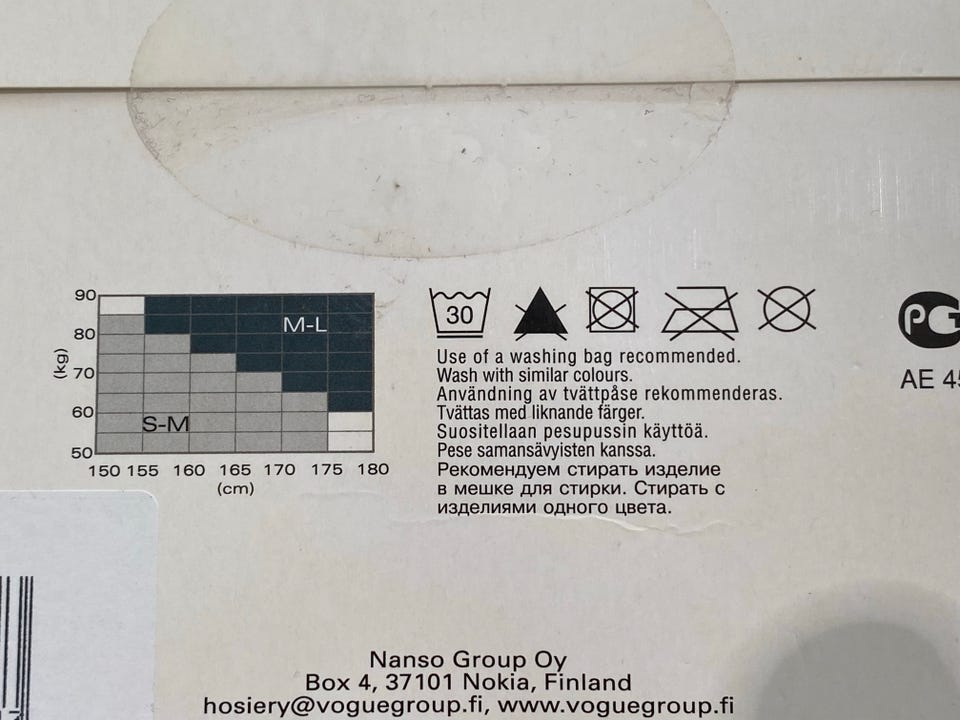 90
80
70
60
50
(kg)
M-L
S-M
150 155 160 165 170 175 180
(cm)
30
Use of a washing bag recommended.
Wash with similar colours.
Användning av tvättpåse rekommenderas.
Tvättas med liknande färger.
Suositellaan pesupussin käyttöä.
Pese samansävyisten kanssa.
Рекомендуем стирать изделие
в мешке для стирки. Стирать с
изделиями одного цвета.
AE
Nanso Group Oy
Box 4, 37101 Nokia, Finland
hosiery@voguegroup.fi, www.voguegroup.fi